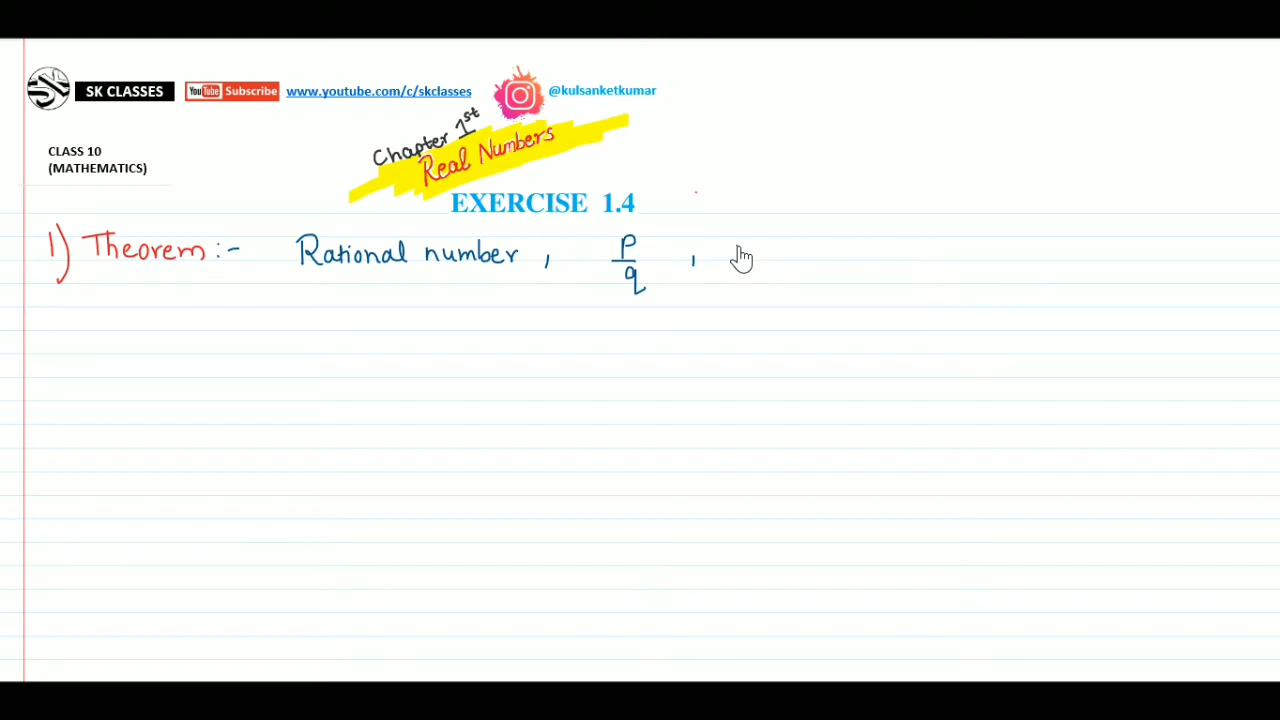 SK CLASSES YouTube Subscribe www.youtube.com/c/skclasses @kulsanketkumar
Chapter 1st
Real Numbers
CLASS 10
(MATHEMATICS)
EXERCISE 1.4
1) Theorem :- Rational number , p/q ,